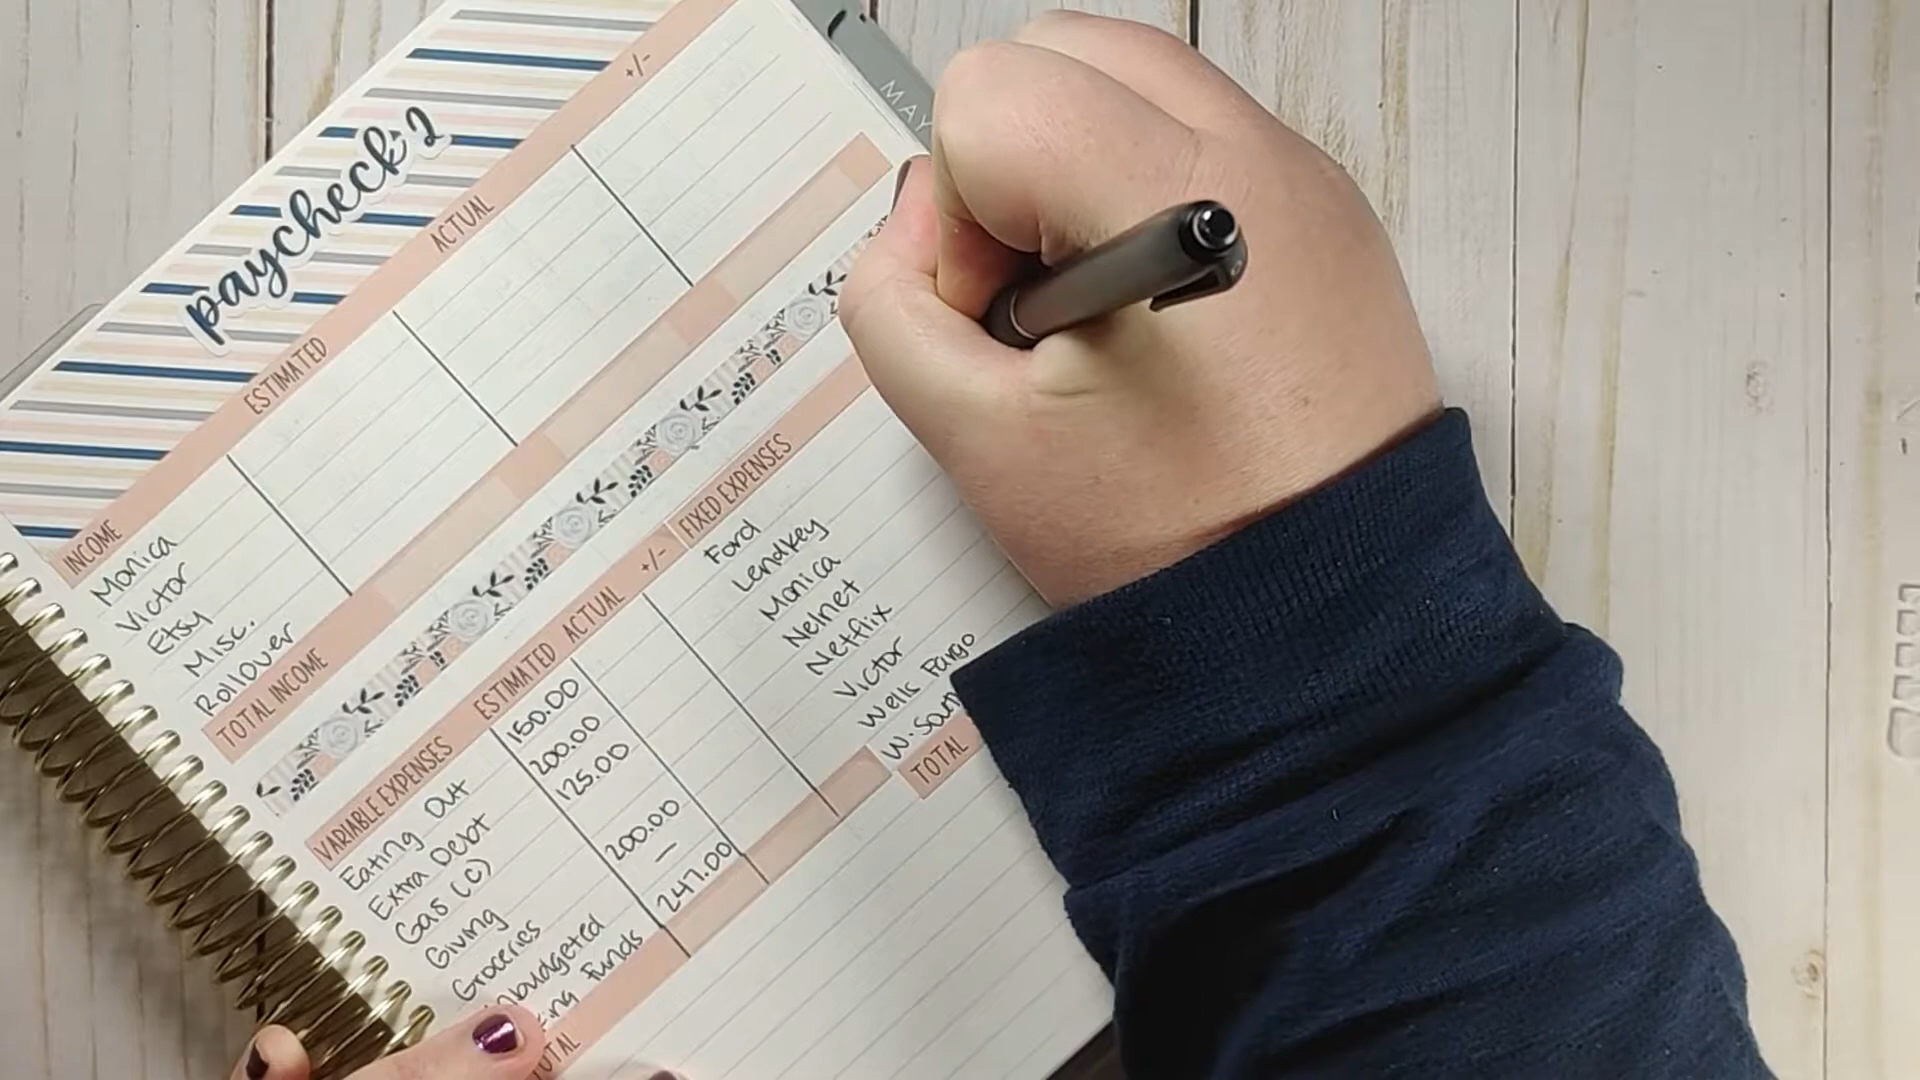 MAY
paycheck: 2
INCOME ESTIMATED ACTUAL +/-
Monica
Victor
Etsy
Misc.
Rollover
TOTAL INCOME
VARIABLE EXPENSES ESTIMATED ACTUAL +/-
Eating Out 150.00
Extra Debt 200.00
Gas (C) 125.00
Giving
Groceries 200.00
—
Funds 247.00
TOTAL
FIXED EXPENSES
Ford
Lendkey
Monica
Nelnet
Netflix
Victor
Wells Fargo
W.
TOTAL